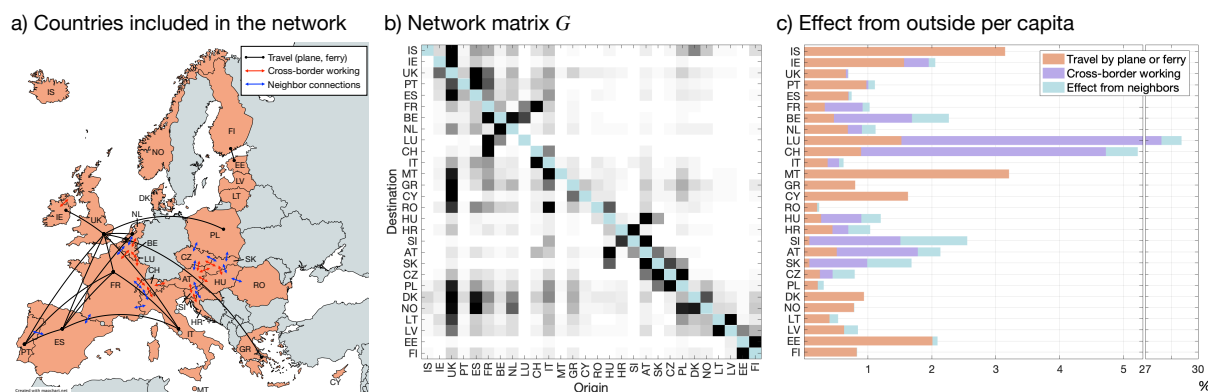 a) Countries included in the network
Travel (plane, ferry)
Cross-border working
Neighbor connections
IS
FI
NO
EE
LV
LT
DK
IE
UK
NL
PL
BE
LU
CZ
SK
CH
AT
FR
HU
RO
SI
HR
IT
PT
ES
GR
MT
Created with mapchart.net
b) Network matrix G
Destination
IS
IE
UK
PT
ES
FR
BE
NL
LU
CH
IT
MT
GR
CY
RO
HU
HR
SI
AT
SK
CZ
PL
DK
NO
LT
LV
EE
FI
IS IE UK PT ES FR BE NL LU CH IT MT GR CY RO HU HR SI AT SK CZ PL DK NO LT LV EE FI
Origin
c) Effect from outside per capita
Travel by plane or ferry
Cross-border working
Effect from neighbors
IS
IE
UK
PT
ES
FR
BE
NL
LU
CH
IT
MT
GR
CY
RO
HU
HR
SI
AT
SK
CZ
PL
DK
NO
LT
LV
EE
FI
1 2 3 4 5 27 30
%